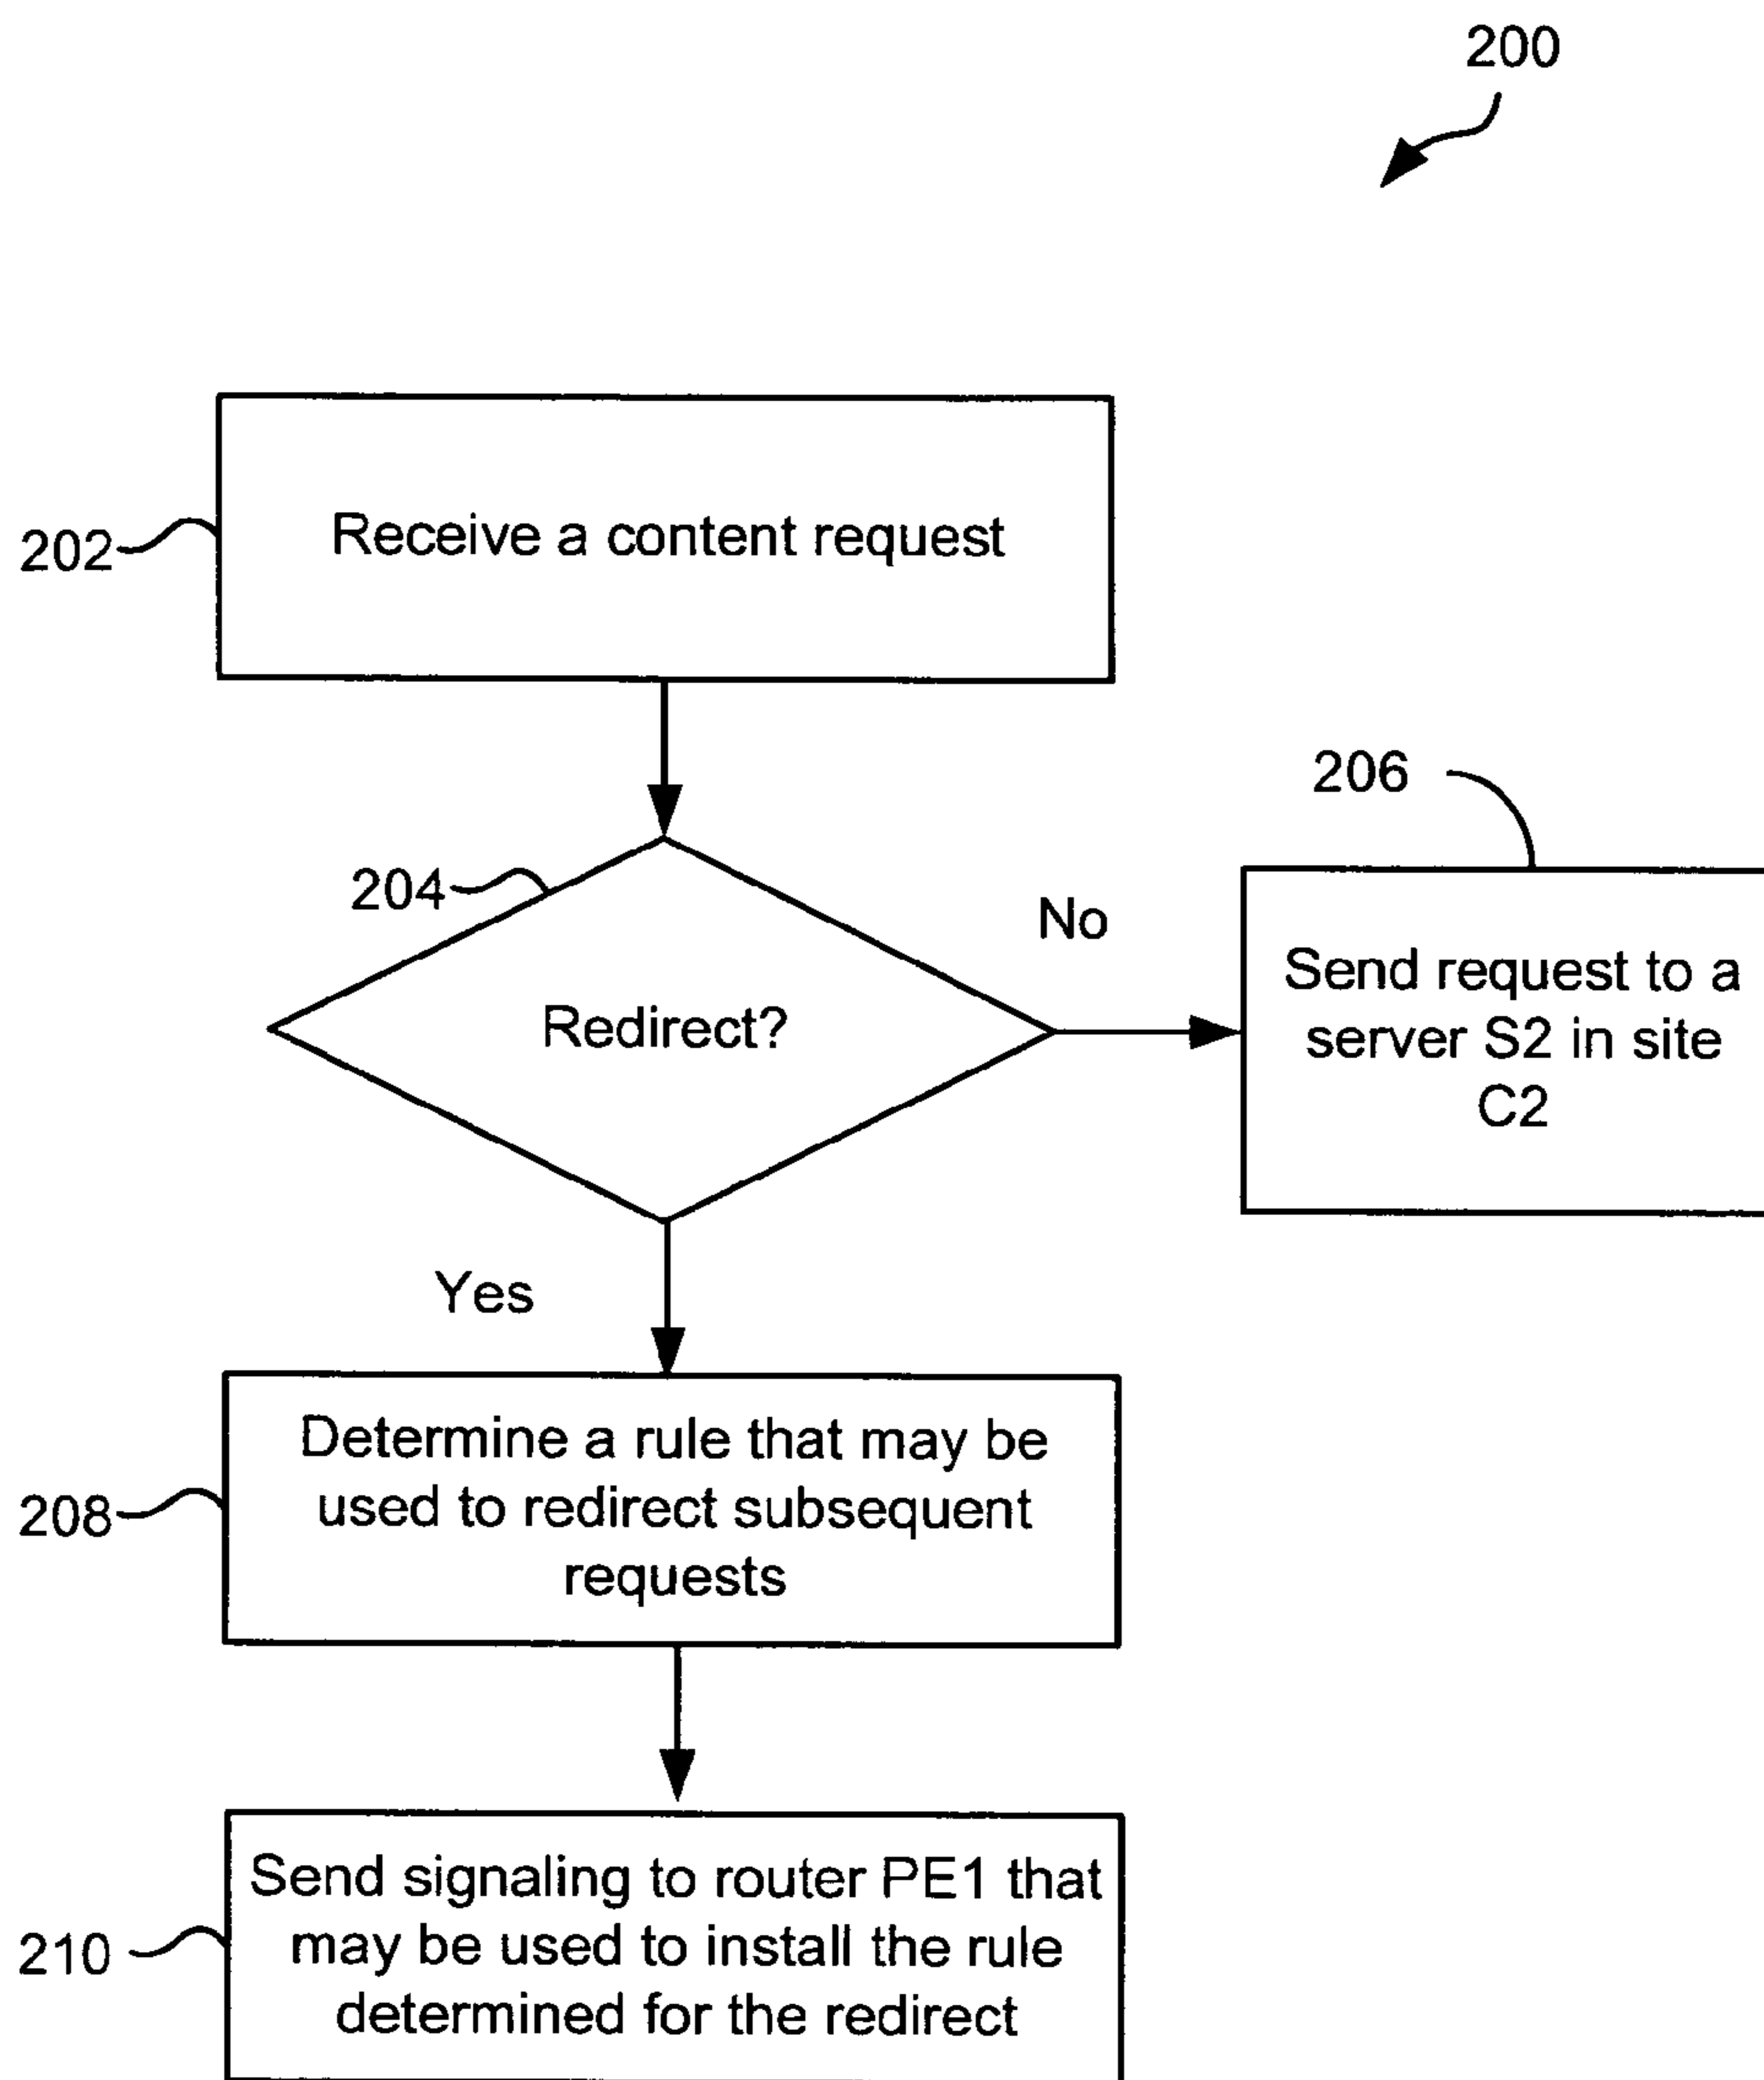 200
202
Receive a content request
204
Redirect?
No
206
Send request to a
server S2 in site
C2
Yes
208
Determine a rule that may be
used to redirect subsequent
requests
210
Send signaling to router PE1 that
may be used to install the rule
determined for the redirect